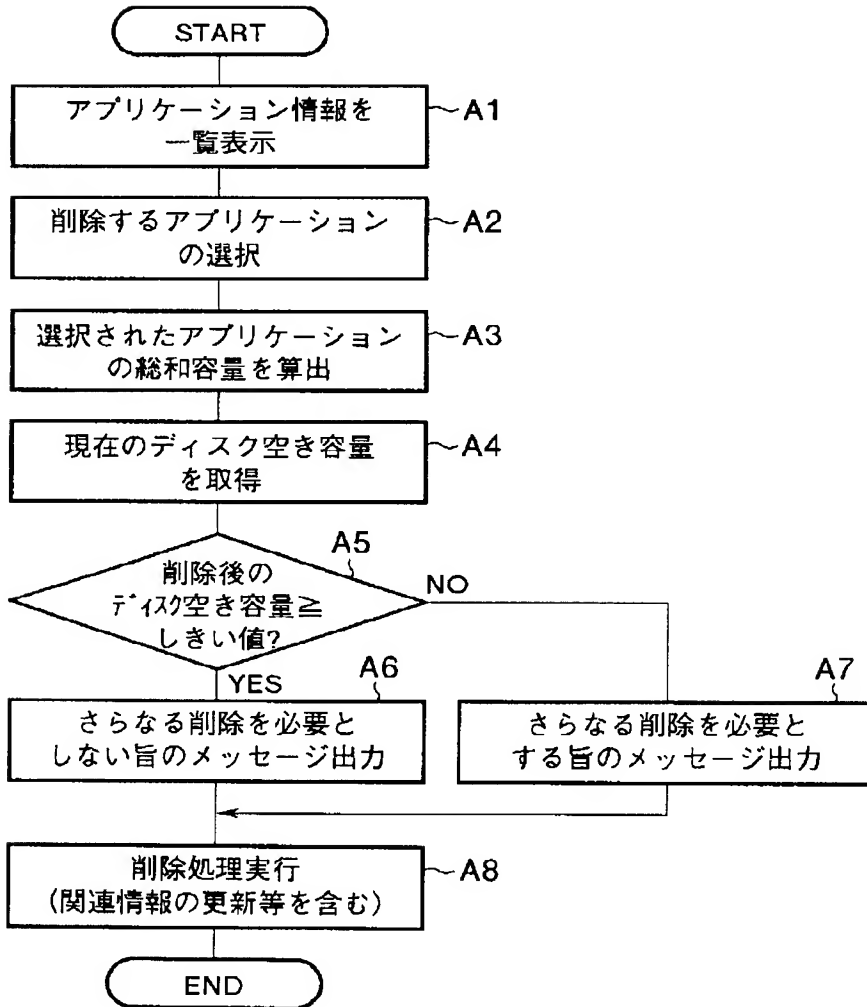 START
アプリケーション情報を
一覧表示
A1
削除するアプリケーション
の選択
A2
選択されたアプリケーション
の総和容量を算出
A3
現在のディスク空き容量
を取得
A4
A5
削除後の
ディスク空き容量≧
しきい値?
NO
YES
A6
さらなる削除を必要と
しない旨のメッセージ出力
A7
さらなる削除を必要と
する旨のメッセージ出力
削除処理実行
(関連情報の更新等を含む)
A8
END